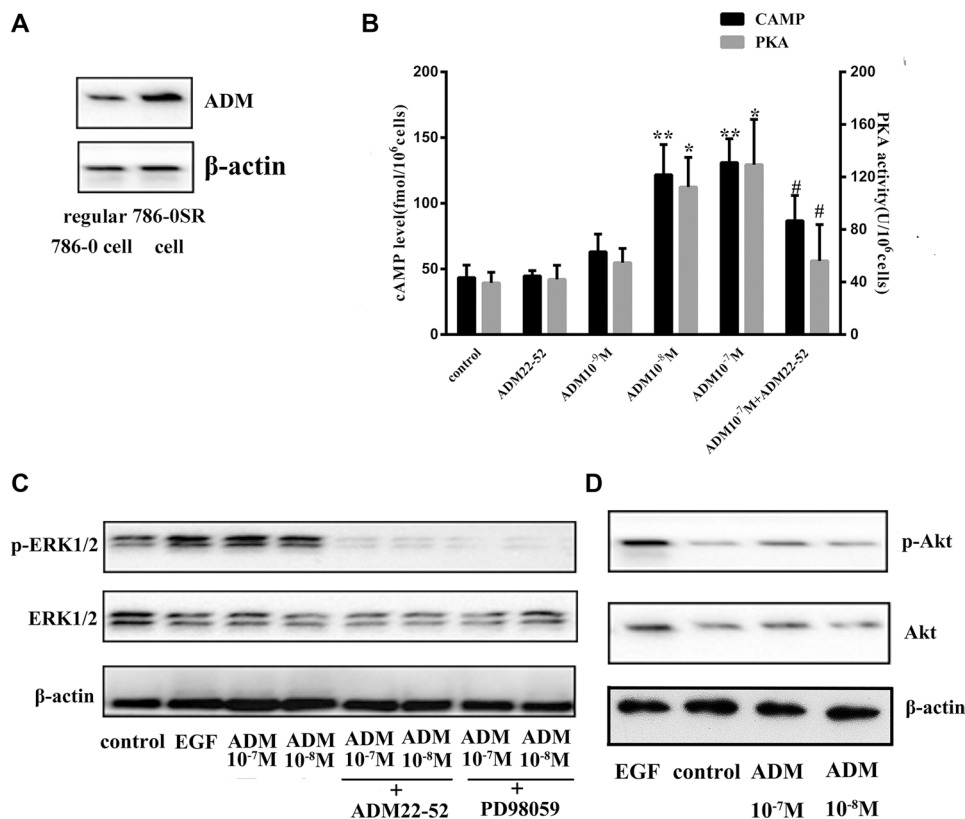 A
ADM
β-actin
regular 786-0SR
786-0 cell cell
B
CAMP
PKA
200
150
100
50
0
cAMP level(fmol/10⁶cells)
200
160
120
80
40
0
PKA activity(U/10⁶cells)
** * ** * # #
control
ADM22-52
ADM10⁻⁹M
ADM10⁻⁸M
ADM10⁻⁷M
ADM10⁻⁷M+ADM22-52
C
p-ERK1/2
ERK1/2
β-actin
control EGF ADM ADM ADM ADM ADM ADM
10⁻⁷M 10⁻⁸M 10⁻⁷M 10⁻⁸M 10⁻⁷M 10⁻⁸M
+ +
ADM22-52 PD98059
D
p-Akt
Akt
β-actin
EGF control ADM ADM
10⁻⁷M 10⁻⁸M